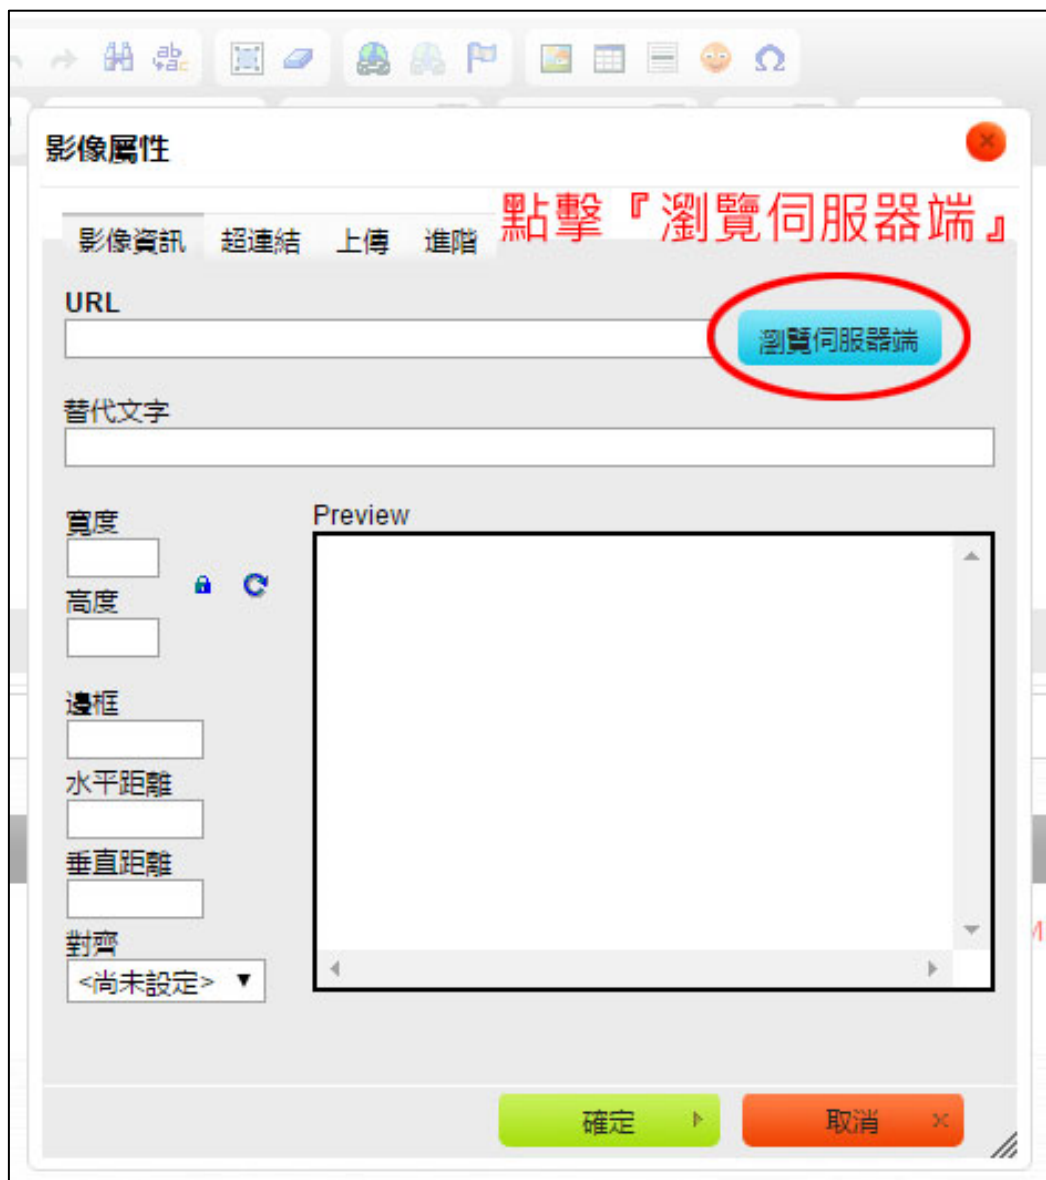 影像屬性
點擊『瀏覽伺服器端』
影像資訊 超連結 上傳 進階
URL
瀏覽伺服器端
替代文字
寬度
Preview
高度
邊框
水平距離
垂直距離
對齊
<尚未設定>
確定
取消